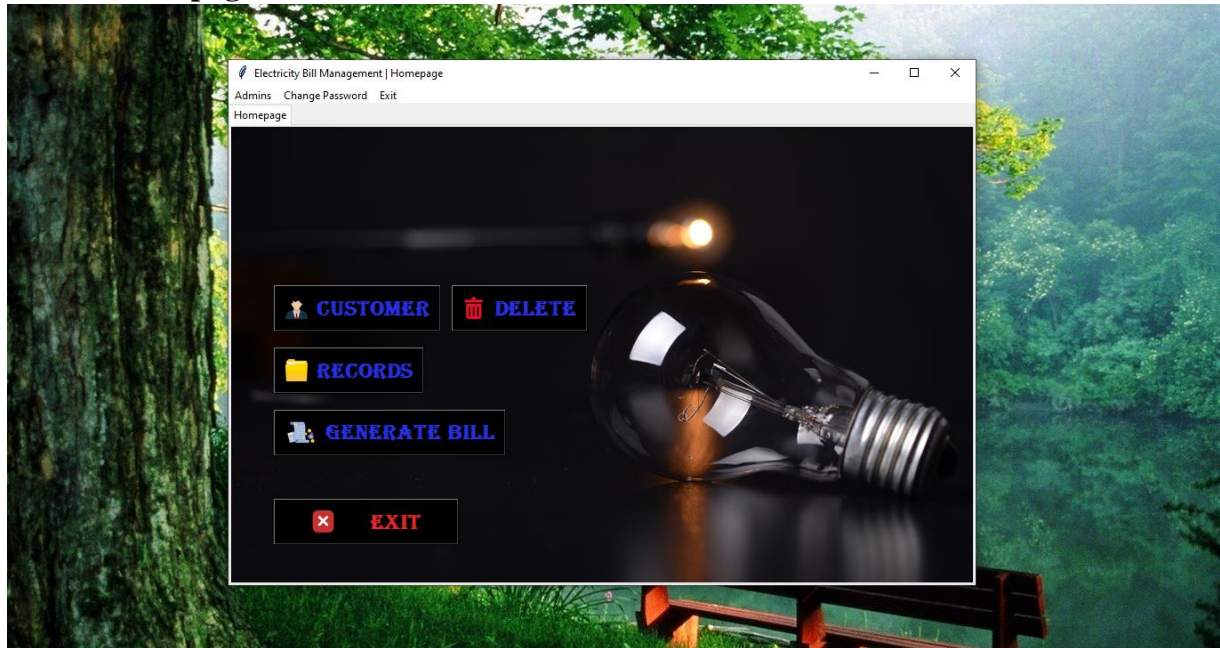 Electricity Bill Management | Homepage
Admins Change Password Exit
Homepage
CUSTOMER DELETE
RECORDS
GENERATE BILL
EXIT